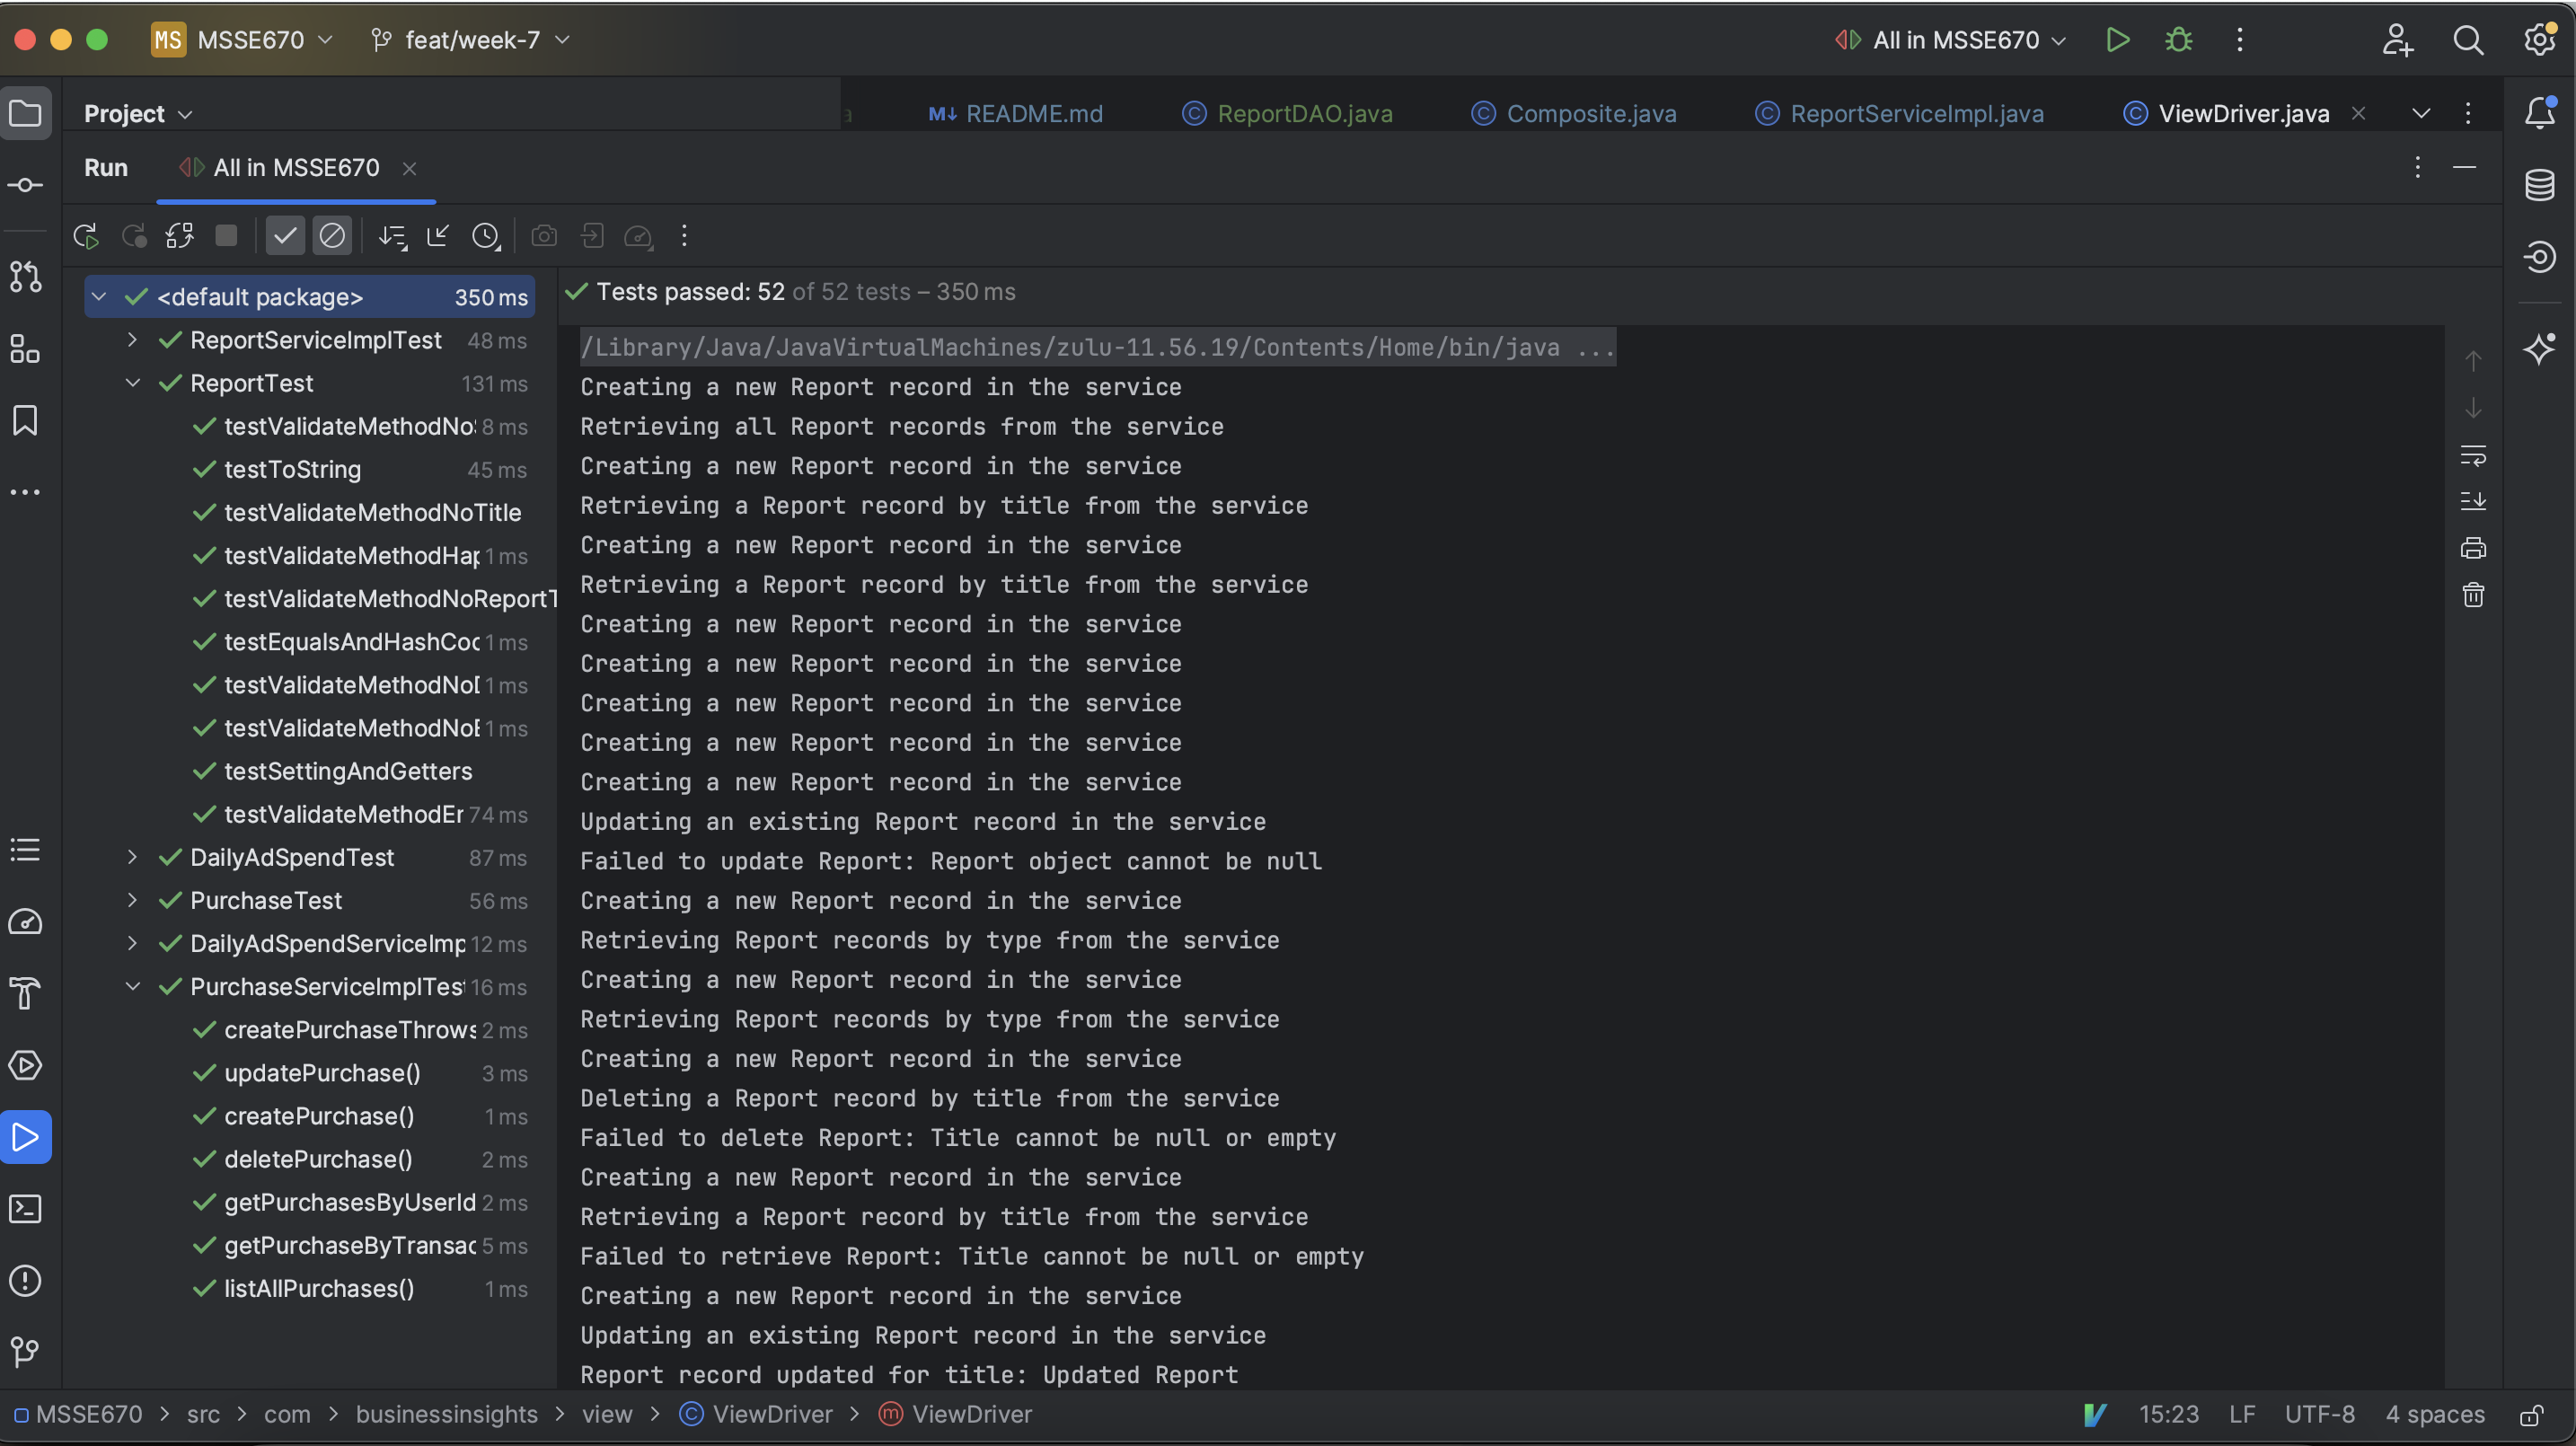 MS MSSE670 feat/week-7 All in MSSE670
Project README.md ReportDAO.java Composite.java ReportServiceImpl.java ViewDriver.java
Run All in MSSE670
<default package> 350 ms
ReportServiceImplTest 48 ms
ReportTest 131 ms
testValidateMethodNo 8 ms
testToString 45 ms
testValidateMethodNoTitle
testValidateMethodHap 1 ms
testValidateMethodNoReportT
testEqualsAndHashCoc 1 ms
testValidateMethodNo 1 ms
testValidateMethodNo 1 ms
testSettingAndGetters
testValidateMethodEr 74 ms
DailyAdSpendTest 87 ms
PurchaseTest 56 ms
DailyAdSpendServiceImp 12 ms
PurchaseServiceImplTes 16 ms
createPurchaseThrows 2 ms
updatePurchase() 3 ms
createPurchase() 1 ms
deletePurchase() 2 ms
getPurchasesByUserId 2 ms
getPurchaseByTransac 5 ms
listAllPurchases() 1 ms
Tests passed: 52 of 52 tests – 350 ms
/Library/Java/JavaVirtualMachines/zulu-11.56.19/Contents/Home/bin/java ...
Creating a new Report record in the service
Retrieving all Report records from the service
Creating a new Report record in the service
Retrieving a Report record by title from the service
Creating a new Report record in the service
Retrieving a Report record by title from the service
Creating a new Report record in the service
Creating a new Report record in the service
Creating a new Report record in the service
Creating a new Report record in the service
Creating a new Report record in the service
Updating an existing Report record in the service
Failed to update Report: Report object cannot be null
Creating a new Report record in the service
Retrieving Report records by type from the service
Creating a new Report record in the service
Retrieving Report records by type from the service
Creating a new Report record in the service
Deleting a Report record by title from the service
Failed to delete Report: Title cannot be null or empty
Creating a new Report record in the service
Retrieving a Report record by title from the service
Failed to retrieve Report: Title cannot be null or empty
Creating a new Report record in the service
Updating an existing Report record in the service
Report record updated for title: Updated Report
MSSE670 > src > com > businessinsights > view > ViewDriver > ViewDriver 15:23 LF UTF-8 4 spaces